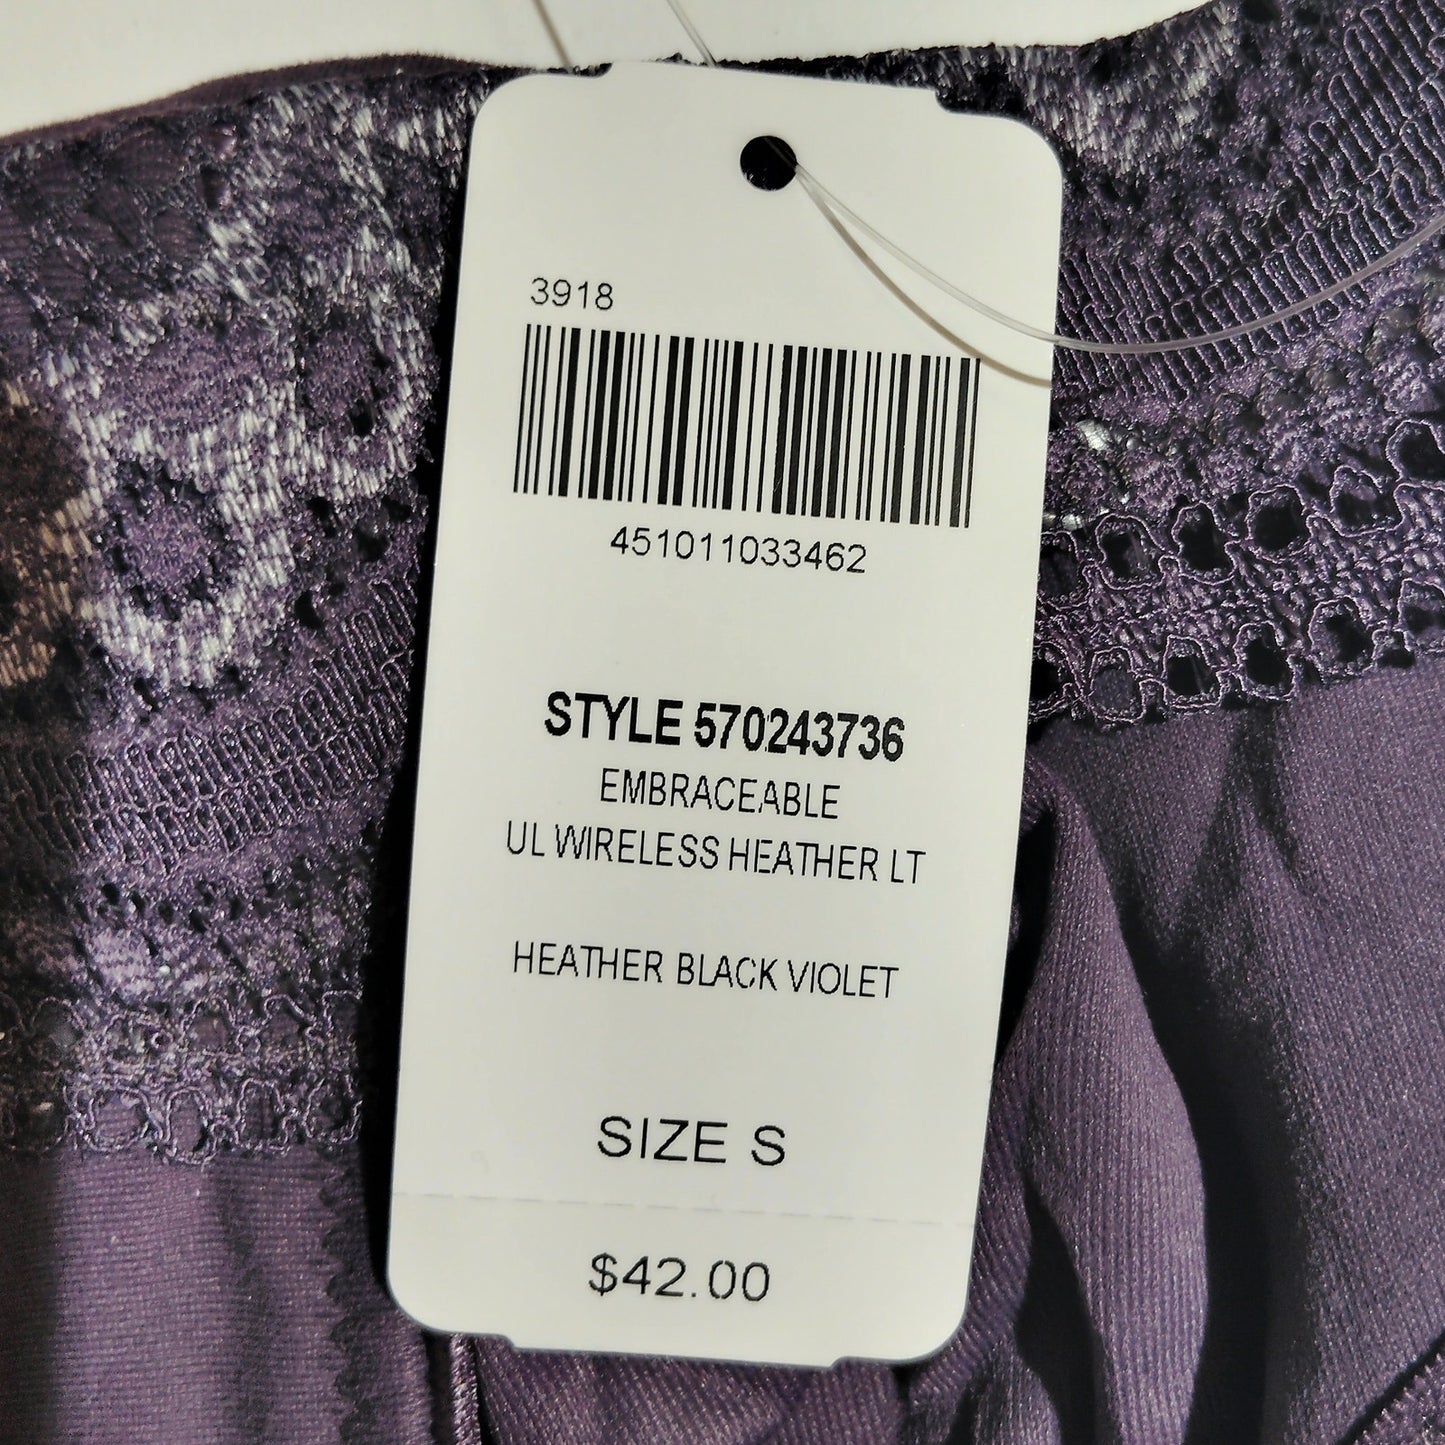 3918
451011033462
STYLE 570243736
EMBRACEABLE
UL WIRELESS HEATHER LT
HEATHER BLACK VIOLET
SIZE S
$42.00